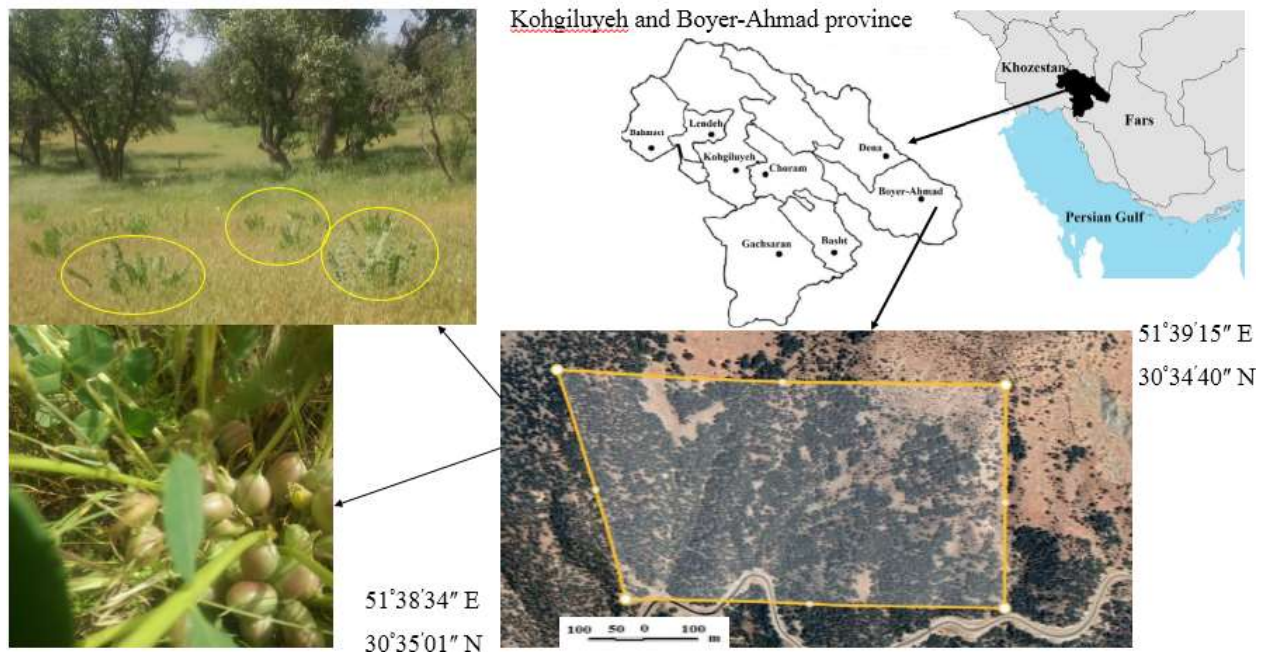 Kohgiluyeh and Boyer-Ahmad province
Khozestan
Fars
Persian Gulf
Lendeh
Bahmaei
Kohgiluyeh
Choram
Dena
Boyer-Ahmad
Gachsaran
Basht
51°39'15" E
30°34'40" N
51°38'34" E
30°35'01" N
100 50 0 100
m